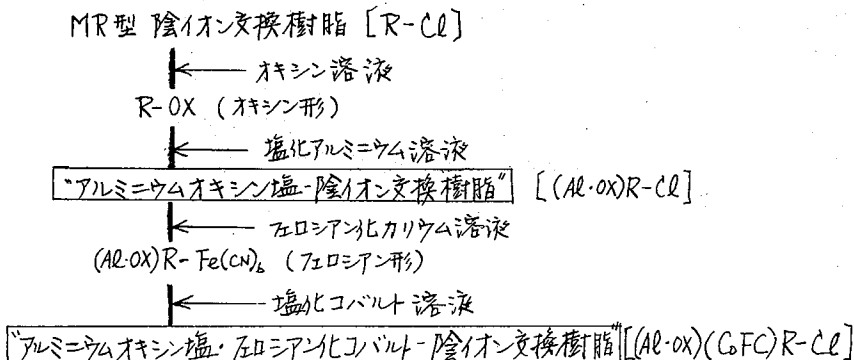 MR型 陰イオン交換樹脂 [R-Cl]
← オキシン溶液
R-OX (オキシン形)
← 塩化アルミニウム溶液
"アルミニウムオキシン塩-陰イオン交換樹脂" [(Al·OX)R-Cl]
← フェロシアン化カリウム溶液
(Al·OX)R-Fe(CN)₆ (フェロシアン形)
← 塩化コバルト溶液
"アルミニウムオキシン塩・フェロシアン化コバルト-陰イオン交換樹脂" [(Al·OX)(CoFC)R-Cl]